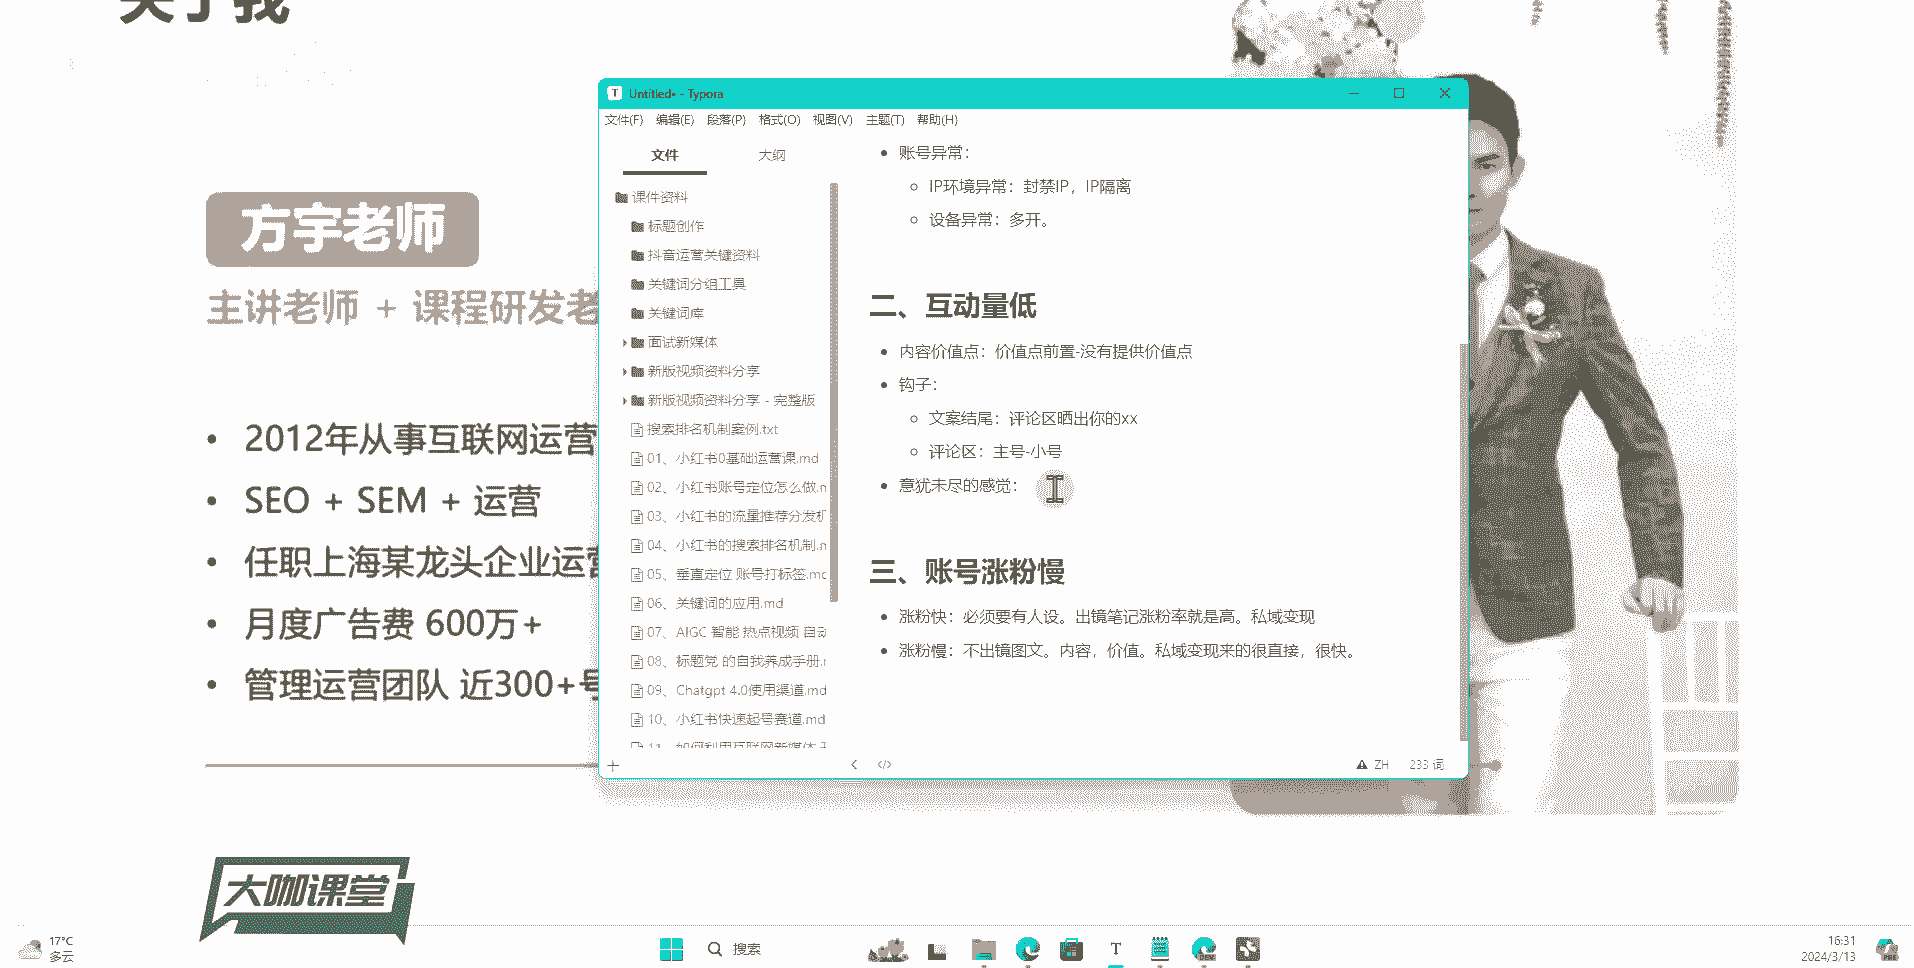 关于我
方宇老师
主讲老师 + 课程研发老
2012年从事互联网运营
SEO + SEM + 运营
任职上海某龙头企业运营
月度广告费 600万+
管理运营团队 近300+号
大咖课堂
Untitled• - Typora
文件(F) 编辑(E) 段落(P) 格式(O) 视图(V) 主题(T) 帮助(H)
文件 大纲
课件资料
标题创作
抖音运营关键资料
关键词分组工具
关键词库
面试新媒体
新版视频资料分享
新版视频资料分享 - 完整版
搜索排名机制案例.txt
01、小红书0基础运营课.md
02、小红书账号定位怎么做.m
03、小红书的流量推荐分发机
04、小红书的搜索排名机制.m
05、垂直定位 账号打标签.mc
06、关键词的应用.md
07、AIGC 智能 热点视频 自动
08、标题党 的自我养成手册.r
09、Chatgpt 4.0使用渠道.md
10、小红书快速起号赛道.md
11、如何利用互联网新媒体
账号异常：
IP环境异常：封禁IP，IP隔离
设备异常：多开。
二、互动量低
内容价值点：价值点前置-没有提供价值点
钩子：
文案结尾：评论区晒出你的xx
评论区：主号-小号
意犹未尽的感觉：
三、账号涨粉慢
涨粉快：必须要有人设。出镜笔记涨粉率就是高。私域变现
涨粉慢：不出镜图文。内容，价值。私域变现来的很直接，很快。
ZH 233 词
17°C
多云
搜索
16:31
2024/3/13